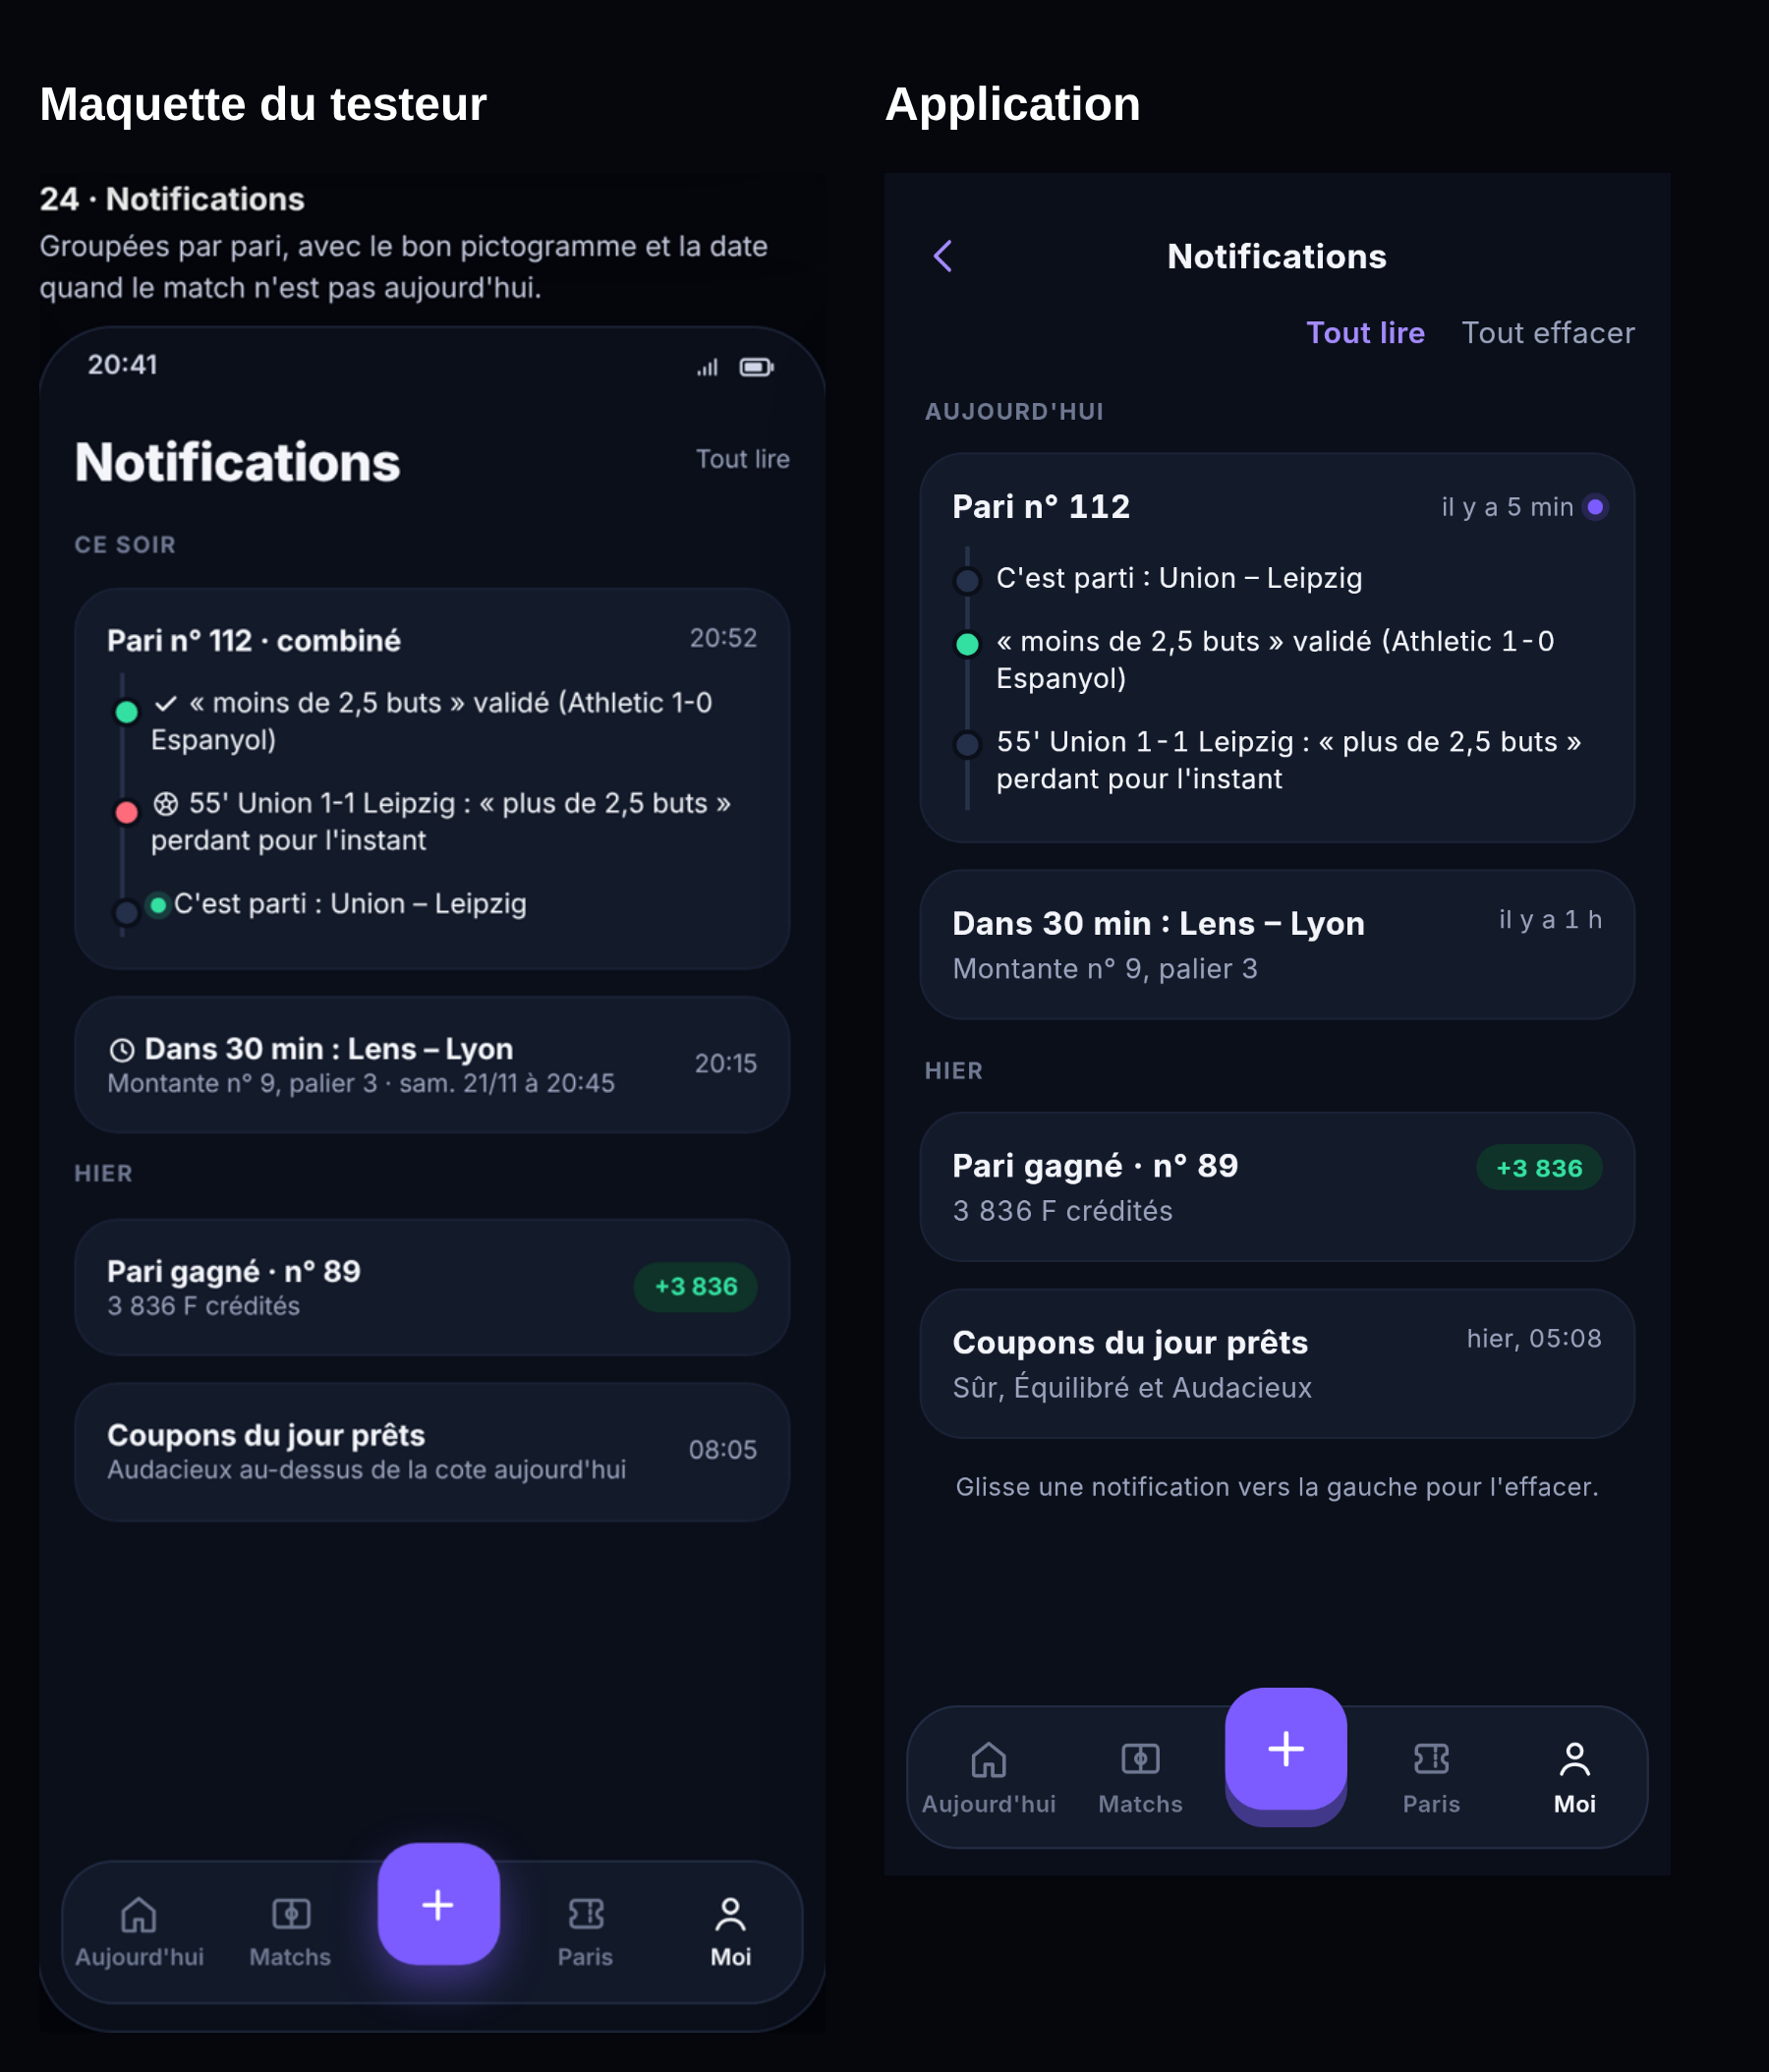 Maquette du testeur
24 · Notifications
Groupées par pari, avec le bon pictogramme et la date
quand le match n'est pas aujourd'hui.
20:41
Notifications
Tout lire
CE SOIR
Pari n° 112 · combiné
20:52
« moins de 2,5 buts » validé (Athletic 1-0
Espanyol)
55' Union 1-1 Leipzig : « plus de 2,5 buts »
perdant pour l'instant
C'est parti : Union – Leipzig
Dans 30 min : Lens – Lyon
Montante n° 9, palier 3 · sam. 21/11 à 20:45
20:15
HIER
Pari gagné · n° 89
3 836 F crédités
+3 836
Coupons du jour prêts
Audacieux au-dessus de la cote aujourd'hui
08:05
Aujourd'hui
Matchs
Paris
Moi
Application
Notifications
Tout lire
Tout effacer
AUJOURD'HUI
Pari n° 112
il y a 5 min
C'est parti : Union – Leipzig
« moins de 2,5 buts » validé (Athletic 1-0
Espanyol)
55' Union 1-1 Leipzig : « plus de 2,5 buts »
perdant pour l'instant
Dans 30 min : Lens – Lyon
il y a 1 h
Montante n° 9, palier 3
HIER
Pari gagné · n° 89
+3 836
3 836 F crédités
Coupons du jour prêts
hier, 05:08
Sûr, Équilibré et Audacieux
Glisse une notification vers la gauche pour l'effacer.
Aujourd'hui
Matchs
Paris
Moi